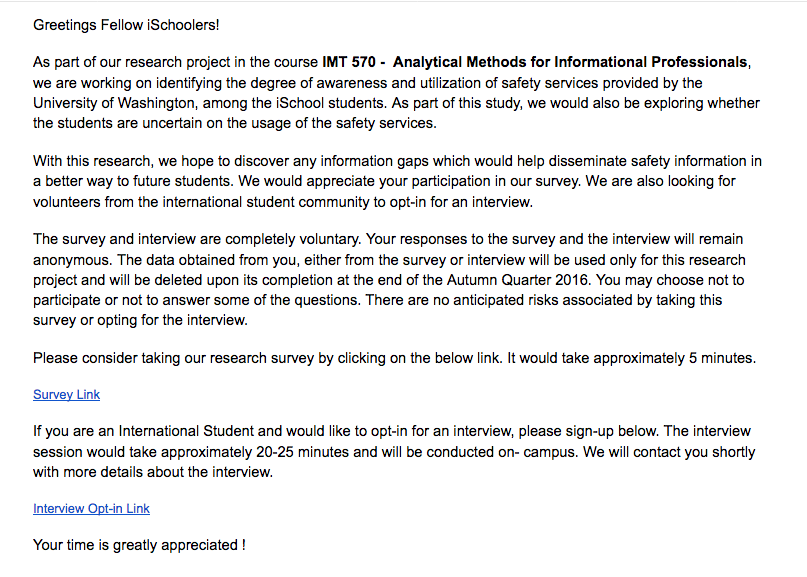 Greetings Fellow iSchoolers!
As part of our research project in the course IMT 570 -  Analytical Methods for Informational Professionals,
we are working on identifying the degree of awareness and utilization of safety services provided by the
University of Washington, among the iSchool students. As part of this study, we would also be exploring whether
the students are uncertain on the usage of the safety services.
With this research, we hope to discover any information gaps which would help disseminate safety information in
a better way to future students. We would appreciate your participation in our survey. We are also looking for
volunteers from the international student community to opt-in for an interview.
The survey and interview are completely voluntary. Your responses to the survey and the interview will remain
anonymous. The data obtained from you, either from the survey or interview will be used only for this research
project and will be deleted upon its completion at the end of the Autumn Quarter 2016. You may choose not to
participate or not to answer some of the questions. There are no anticipated risks associated by taking this
survey or opting for the interview.
Please consider taking our research survey by clicking on the below link. It would take approximately 5 minutes.
Survey Link
If you are an International Student and would like to opt-in for an interview, please sign-up below. The interview
session would take approximately 20-25 minutes and will be conducted on- campus. We will contact you shortly
with more details about the interview.
Interview Opt-in Link
Your time is greatly appreciated !